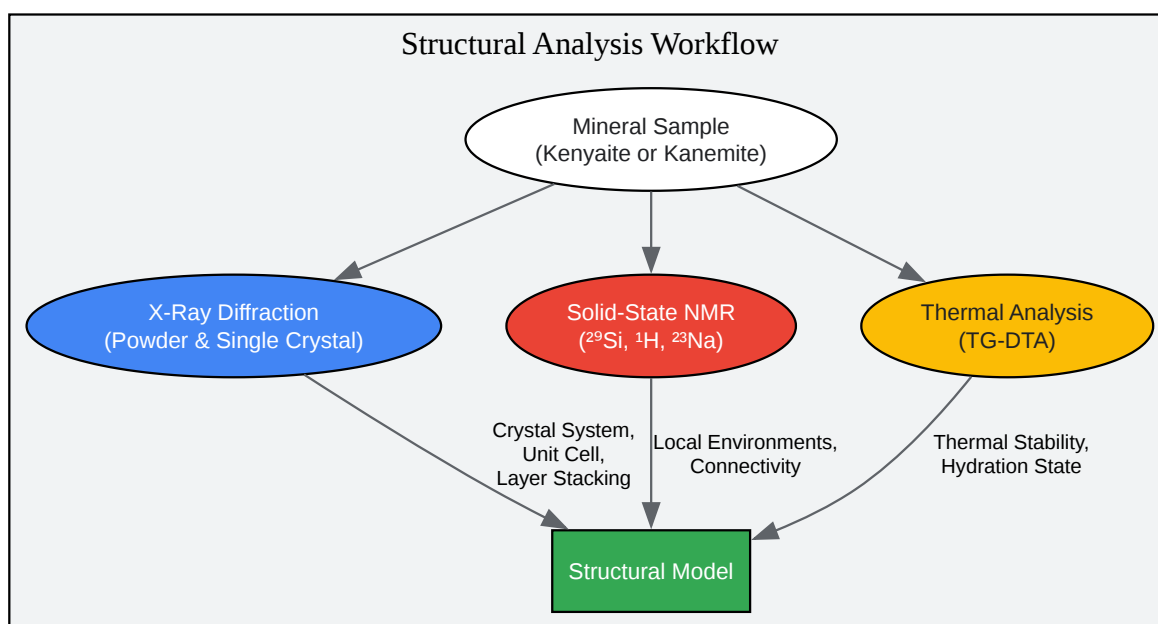 Structural Analysis Workflow
Mineral Sample
(Kenyaite or Kanemite)
X-Ray Diffraction
(Powder & Single Crystal)
Solid-State NMR
(²⁹Si, ¹H, ²³Na)
Thermal Analysis
(TG-DTA)
Crystal System,
Unit Cell,
Layer Stacking
Local Environments,
Connectivity
Thermal Stability,
Hydration State
Structural Model